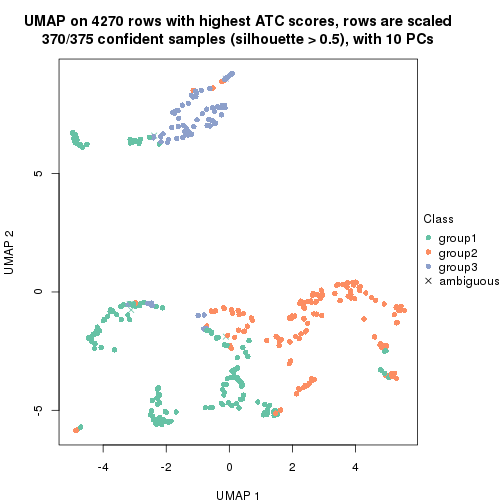 UMAP on 4270 rows with highest ATC scores, rows are scaled
370/375 confident samples (silhouette > 0.5), with 10 PCs
5
0
-5
UMAP 2
-4 -2 0 2 4
UMAP 1
Class
group1
group2
group3
ambiguous